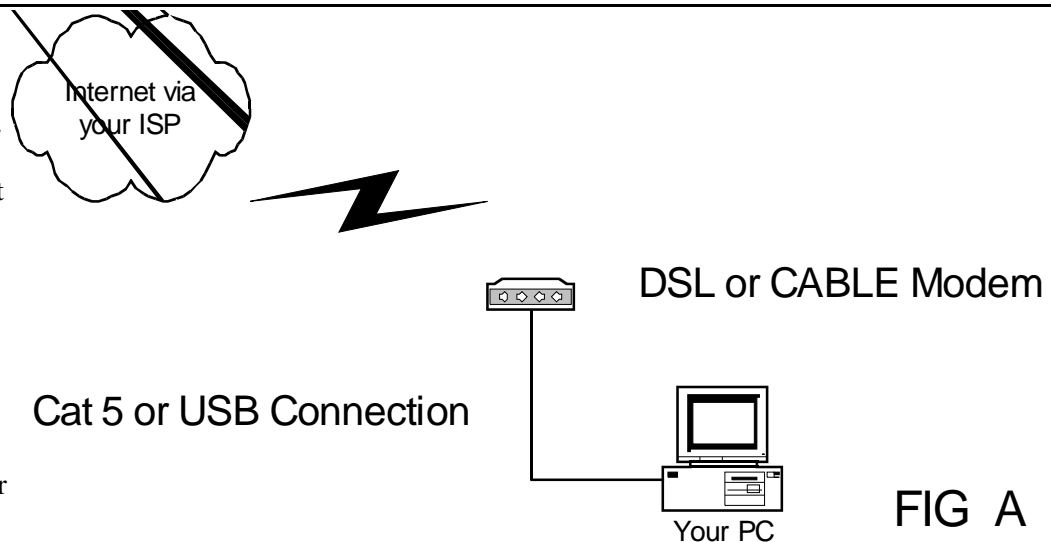 Internet via
your ISP
t
DSL or CABLE Modem
Cat 5 or USB Connection
r
Your PC
FIG A